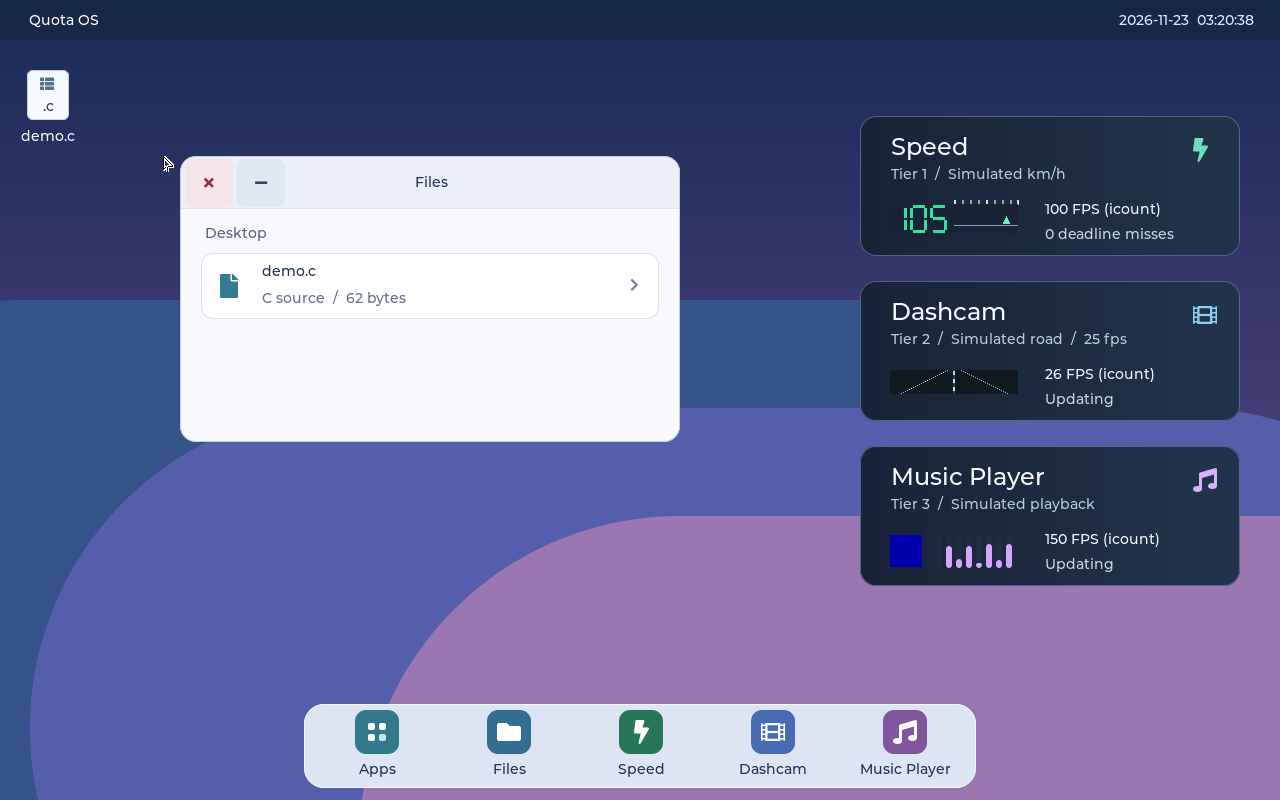 Quota OS
2026-11-23 03:20:38
.c
demo.c
Files
Desktop
demo.c
C source / 62 bytes
Speed
Tier 1 / Simulated km/h
105
100 FPS (icount)
0 deadline misses
Dashcam
Tier 2 / Simulated road / 25 fps
26 FPS (icount)
Updating
Music Player
Tier 3 / Simulated playback
150 FPS (icount)
Updating
Apps
Files
Speed
Dashcam
Music Player